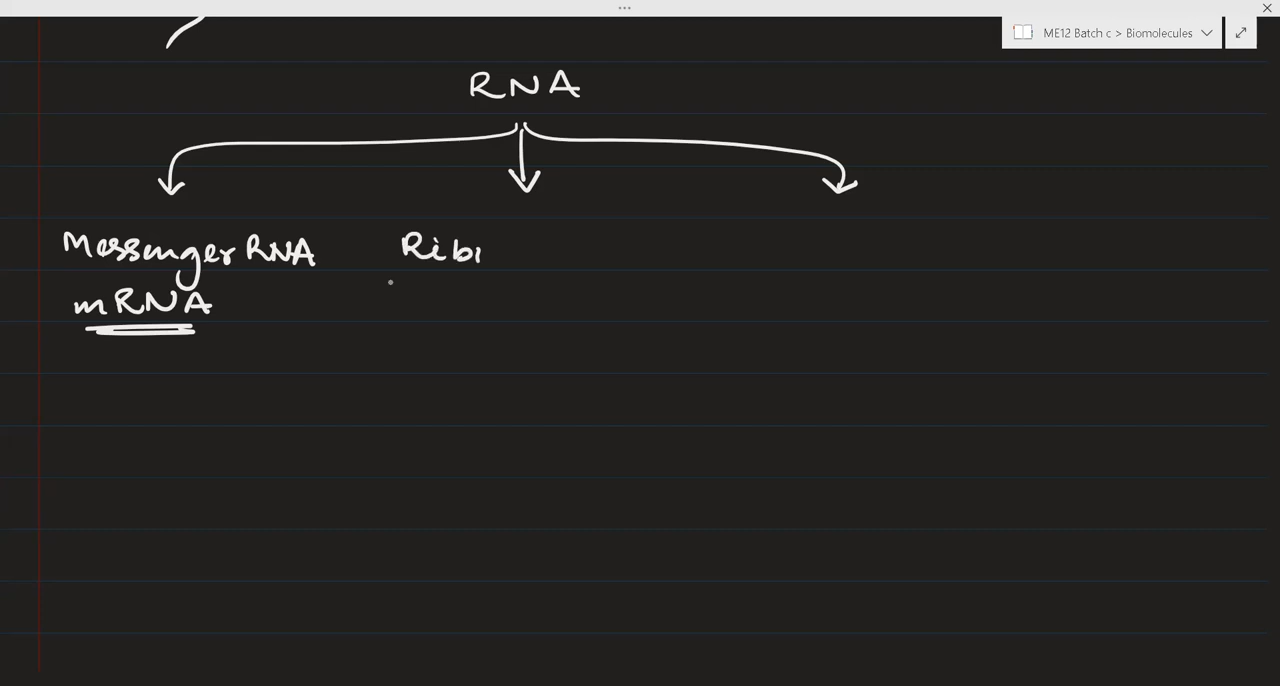 ME12 Batch c > Biomolecules
RNA
Messenger RNA
Ribi
mRNA